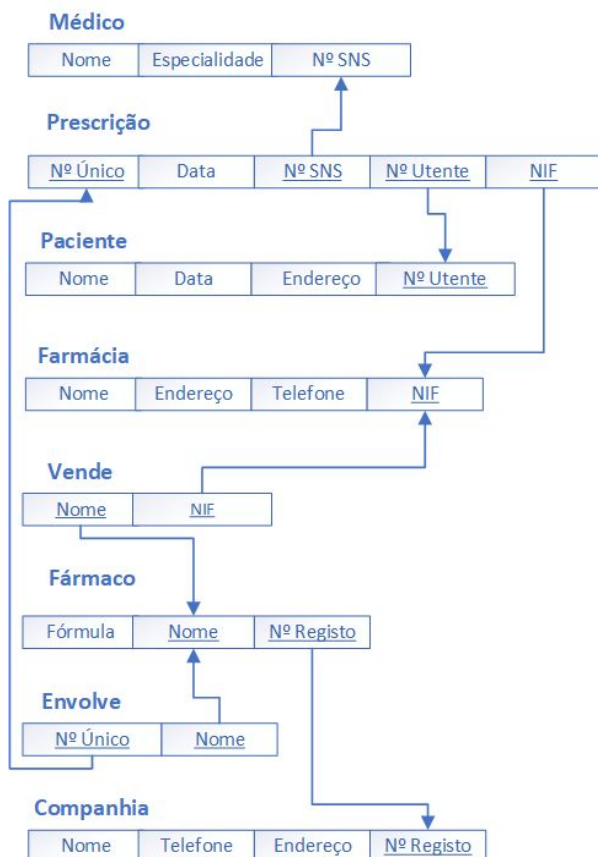 Médico
Nome Especialidade Nº SNS
Prescrição
Nº Único Data Nº SNS Nº Utente NIF
Paciente
Nome Data Endereço Nº Utente
Farmácia
Nome Endereço Telefone NIF
Vende
Nome NIF
Fármaco
Fórmula Nome Nº Registo
Envolve
Nº Único Nome
Companhia
Nome Telefone Endereço Nº Registo